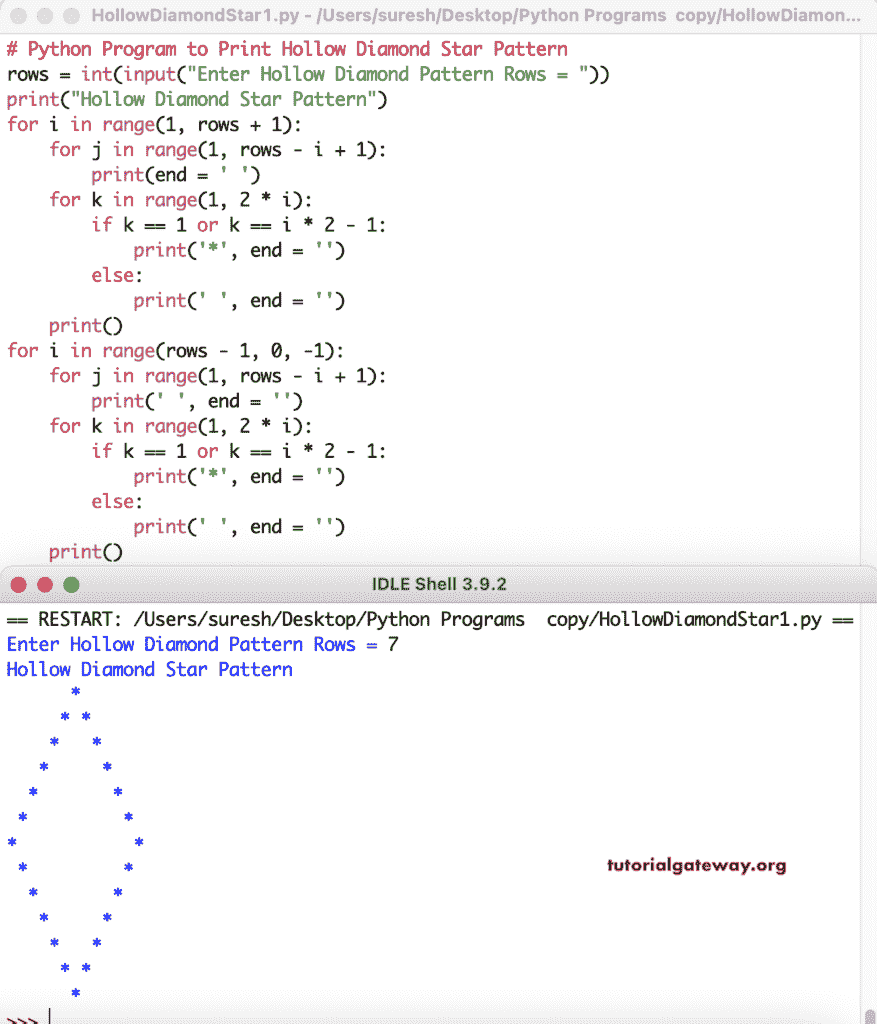 HollowDiamondStar1.py - /Users/suresh/Desktop/Python Programs  copy/HollowDiamon...
# Python Program to Print Hollow Diamond Star Pattern
rows = int(input("Enter Hollow Diamond Pattern Rows = "))
print("Hollow Diamond Star Pattern")
for i in range(1, rows + 1):
    for j in range(1, rows - i + 1):
        print(end = ' ')
    for k in range(1, 2 * i):
        if k == 1 or k == i * 2 - 1:
            print('*', end = '')
        else:
            print(' ', end = '')
    print()
for i in range(rows - 1, 0, -1):
    for j in range(1, rows - i + 1):
        print(' ', end = '')
    for k in range(1, 2 * i):
        if k == 1 or k == i * 2 - 1:
            print('*', end = '')
        else:
            print(' ', end = '')
    print()
IDLE Shell 3.9.2
== RESTART: /Users/suresh/Desktop/Python Programs  copy/HollowDiamondStar1.py ==
Enter Hollow Diamond Pattern Rows = 7
Hollow Diamond Star Pattern
      *
     * *
    *   *
   *     *
  *       *
 *         *
*           *
 *         *
  *       *
   *     *
    *   *
     * *
      *
tutorialgateway.org
>>>